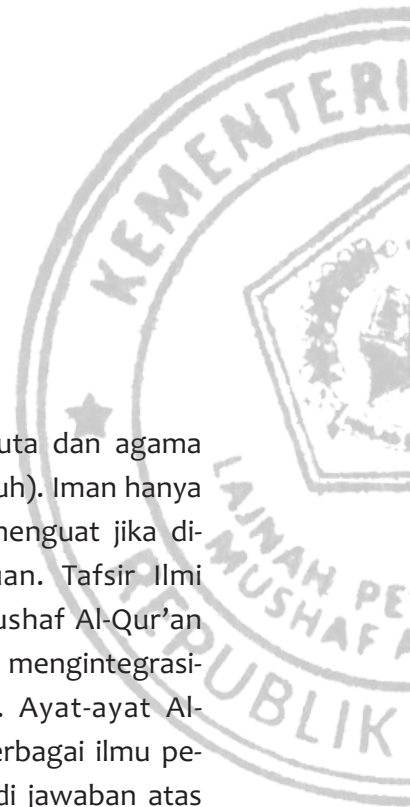 KEMENTERI
uta dan agama
uh). Iman hanya
menguat jika di-
uan. Tafsir Ilmi
ushaf Al-Qur’an
mengintegrasi-
. Ayat-ayat Al-
erbagai ilmu pe-
di jawaban atas
LAJNAH PE
MUSHAF A
REPUBLIK